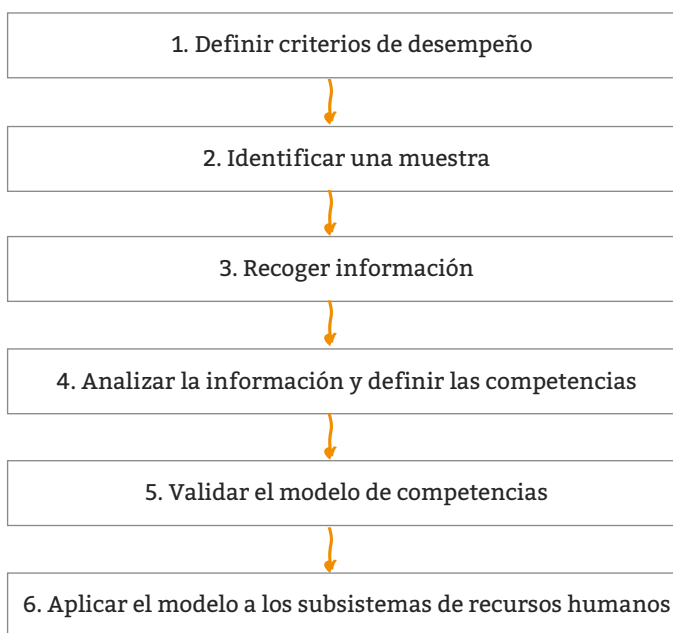 1. Definir criterios de desempeño
2. Identificar una muestra
3. Recoger información
4. Analizar la información y definir las competencias
5. Validar el modelo de competencias
6. Aplicar el modelo a los subsistemas de recursos humanos